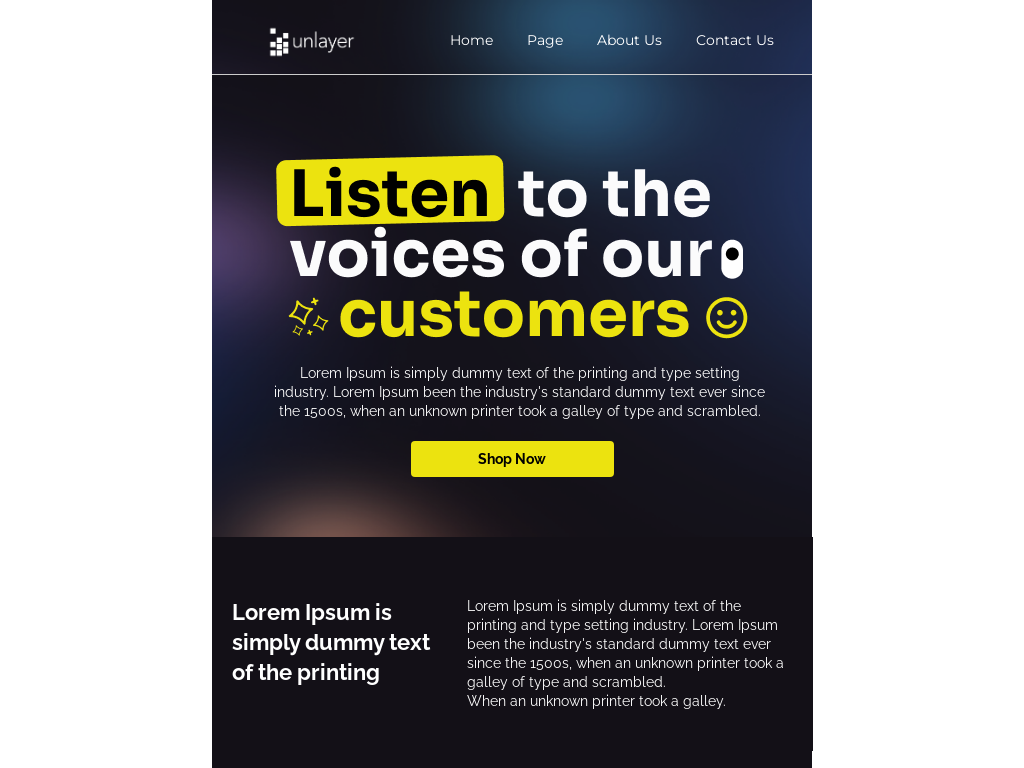 unlayer
Home Page About Us Contact Us
Listen to the
voices of our
customers
Lorem Ipsum is simply dummy text of the printing and type setting
industry. Lorem Ipsum been the industry's standard dummy text ever since
the 1500s, when an unknown printer took a galley of type and scrambled.
Shop Now
Lorem Ipsum is
simply dummy text
of the printing
Lorem Ipsum is simply dummy text of the
printing and type setting industry. Lorem Ipsum
been the industry's standard dummy text ever
since the 1500s, when an unknown printer took a
galley of type and scrambled.
When an unknown printer took a galley.